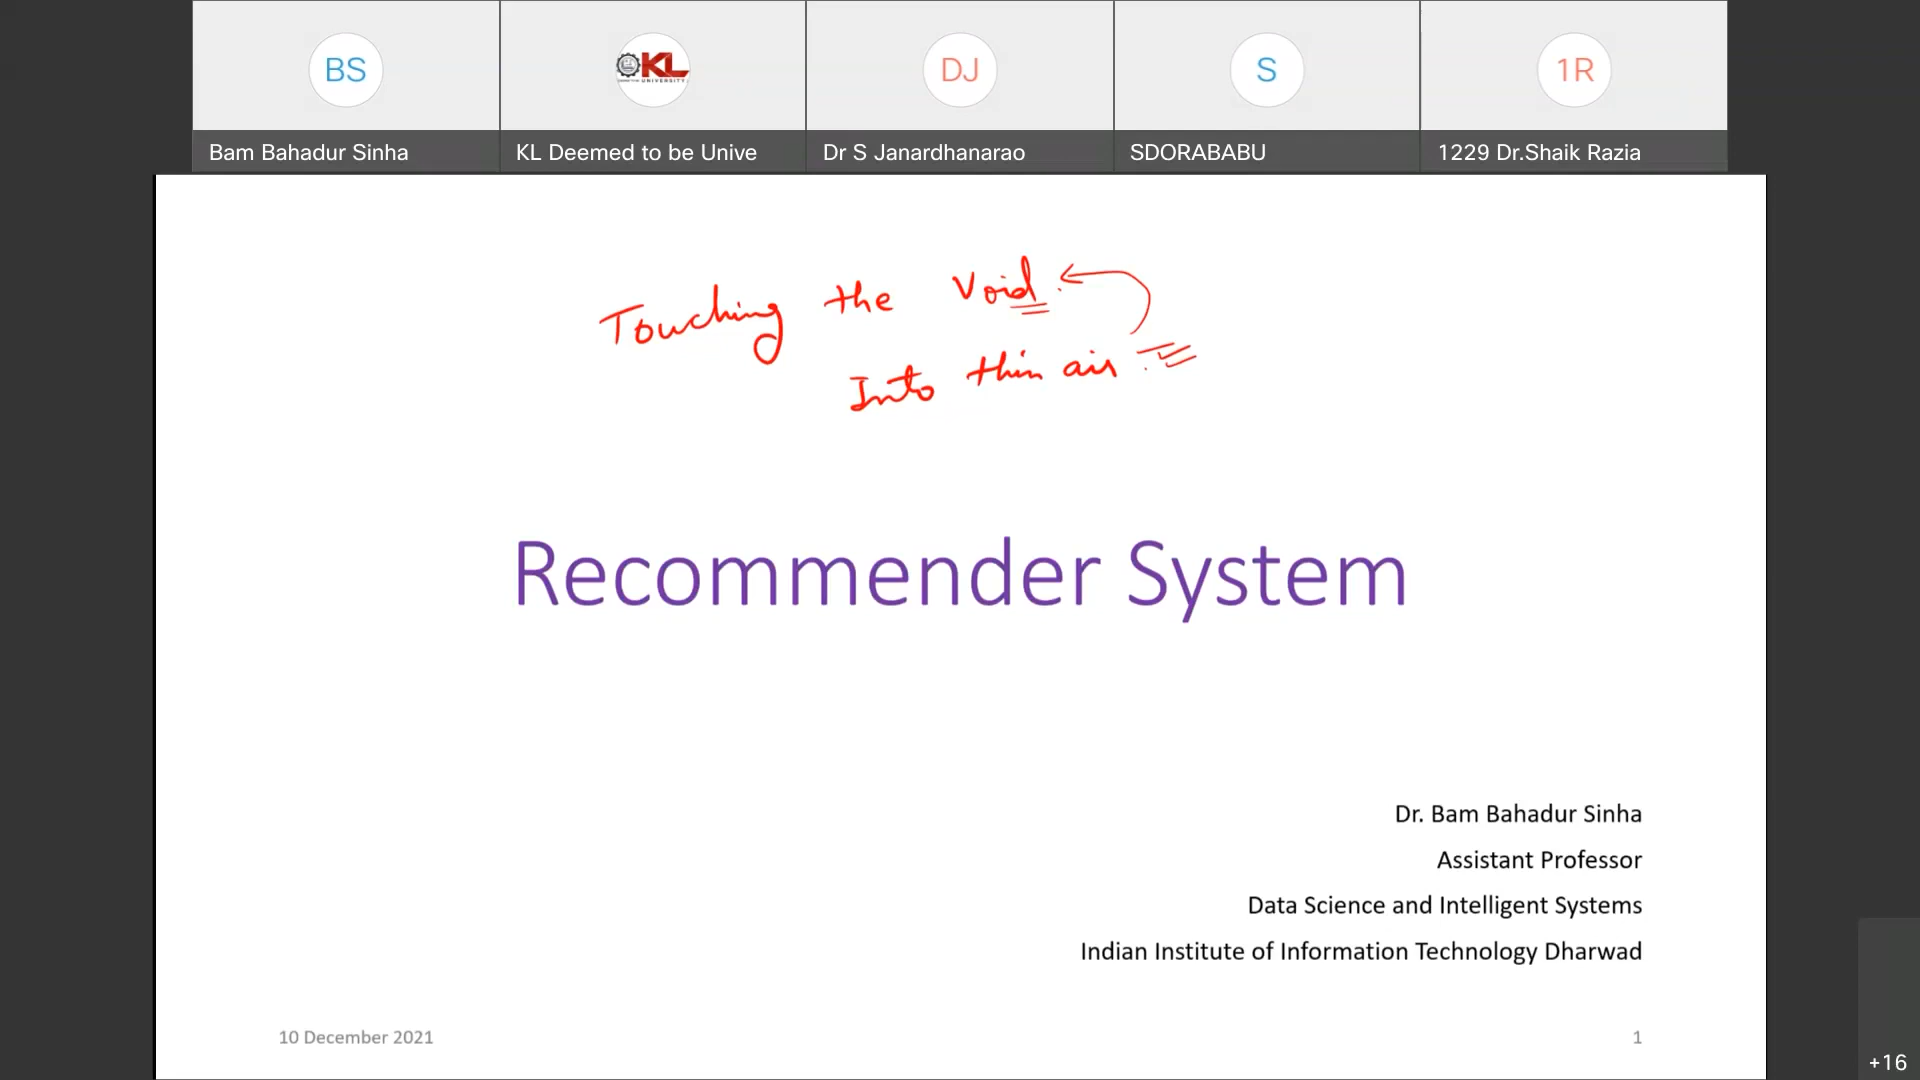 BS
KL
UNIVERSITY
DJ
S
1R
Bam Bahadur Sinha
KL Deemed to be Unive
Dr S Janardhanarao
SDORABABU
1229 Dr.Shaik Razia
Touching the Void.
Into thin air
Recommender System
Dr. Bam Bahadur Sinha
Assistant Professor
Data Science and Intelligent Systems
Indian Institute of Information Technology Dharwad
10 December 2021
1
+16